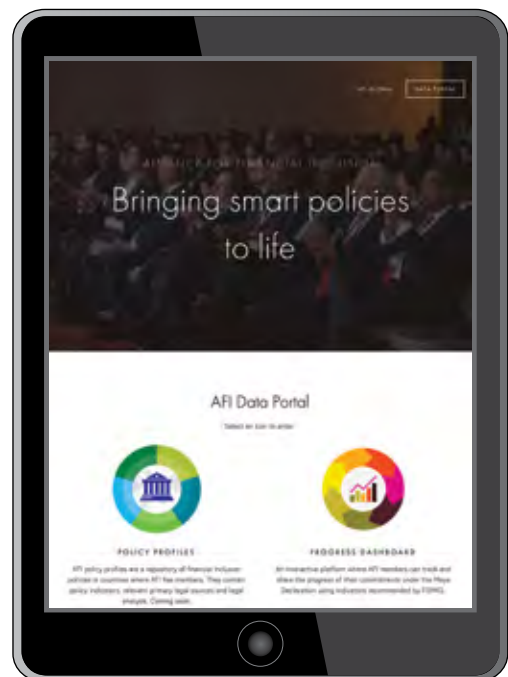 DATA PORTAL
ALLIANCE FOR FINANCIAL INCLUSION
Bringing smart policies
to life
AFI Data Portal
Select an icon to enter
POLICY PROFILES
AFI policy profiles are a repository of financial inclusion
policies in countries where AFI has members. They contain
policy indicators, relevant primary legal sources and legal
analysis. Coming soon.
PROGRESS DASHBOARD
An interactive platform where AFI members can track and
share the progress of their commitments under the Maya
Declaration using indicators recommended by FIDWG.